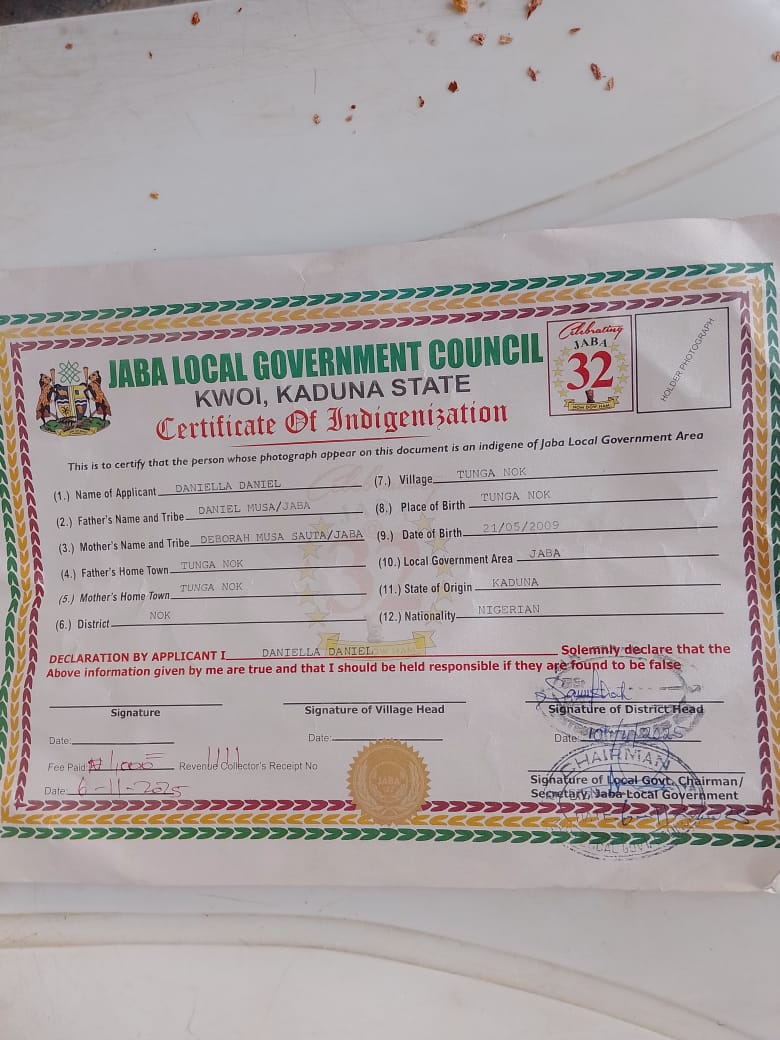 JABA LOCAL GOVERNMENT COUNCIL
KWOI, KADUNA STATE
Certificate Of Indigenization
Celebrating
JABA
32
HOLDER PHOTOGRAPH
This is to certify that the person whose photograph appear on this document is an indigene of Jaba Local Government Area
(1.) Name of Applicant DANIELLA DANIEL
(2.) Father's Name and Tribe DANIEL MUSA/JABA
(3.) Mother's Name and Tribe DEBORAH MUSA SAUTA/JABA
(4.) Father's Home Town TUNGA NOK
(5.) Mother's Home Town TUNGA NOK
(6.) District NOK
(7.) Village TUNGA NOK
(8.) Place of Birth TUNGA NOK
(9.) Date of Birth 21/05/2009
(10.) Local Government Area JABA
(11.) State of Origin KADUNA
(12.) Nationality NIGERIAN
DECLARATION BY APPLICANT I DANIELLA DANIEL Solemnly declare that the
Above information given by me are true and that I should be held responsible if they are found to be false
Signature
Date:
Signature of Village Head
Date:
Signature of District Head
Date:
Fee Paid ₦1,000 Revenue Collector's Receipt No
Date: 6-11-2025
JABA
CHAIRMAN
Signature of Local Govt. Chairman/
Secretary, Jaba Local Government
DATE